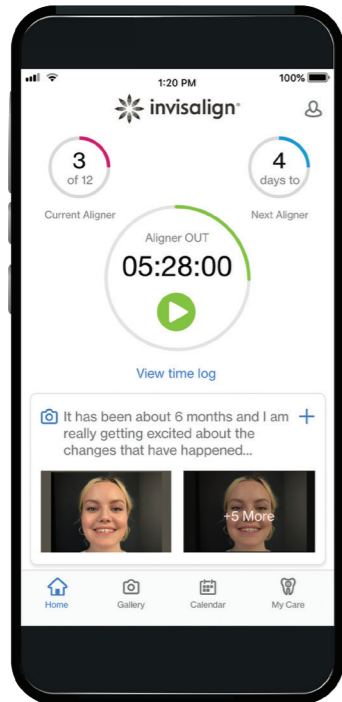 1:20 PM
100%
invisalign
3
of 12
Current Aligner
4
days to
Next Aligner
Aligner OUT
05:28:00
View time log
It has been about 6 months and I am
really getting excited about the
changes that have happened...
+5 More
Home
Gallery
Calendar
My Care